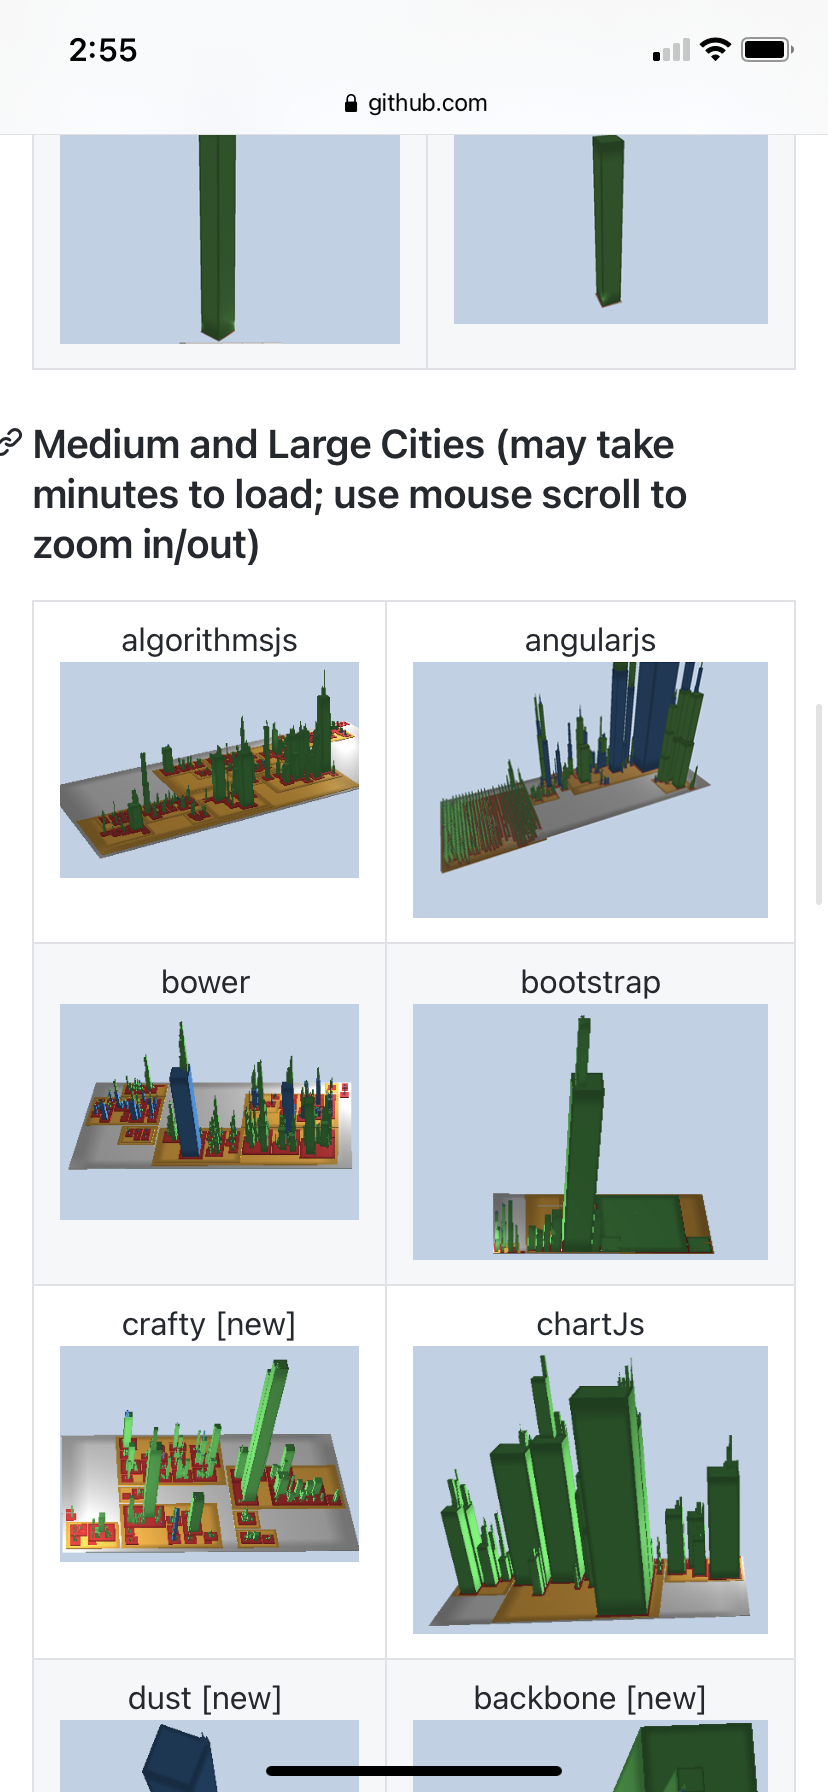 2:55
github.com
Medium and Large Cities (may take
minutes to load; use mouse scroll to
zoom in/out)
algorithmsjs
angularjs
bower
bootstrap
crafty [new]
chartJs
dust [new]
backbone [new]